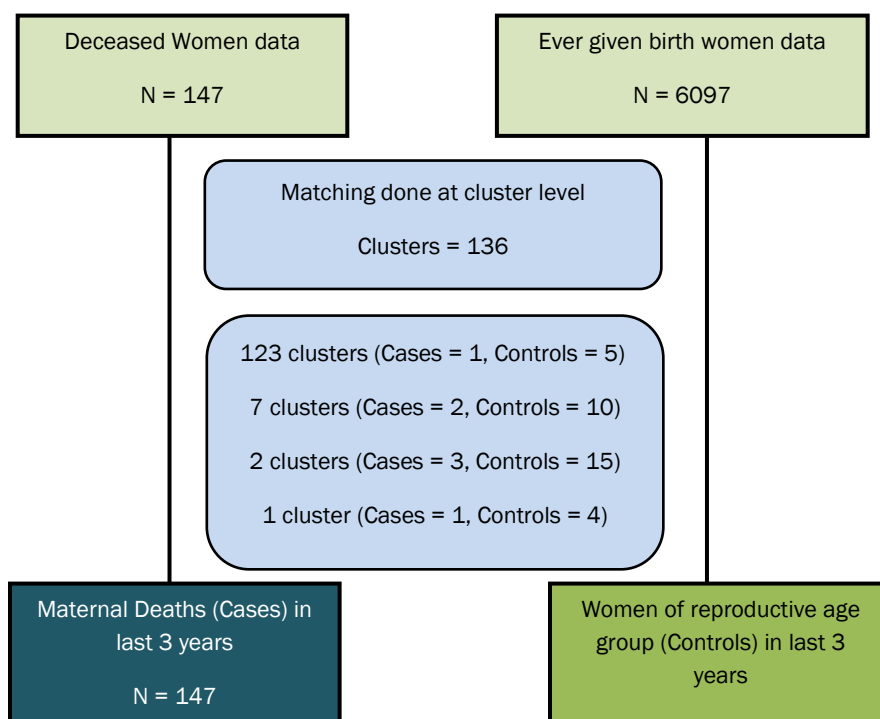 Deceased Women data
N = 147
Ever given birth women data
N = 6097
Matching done at cluster level
Clusters = 136
123 clusters (Cases = 1, Controls = 5)
7 clusters (Cases = 2, Controls = 10)
2 clusters (Cases = 3, Controls = 15)
1 cluster (Cases = 1, Controls = 4)
Maternal Deaths (Cases) in
last 3 years
N = 147
Women of reproductive age
group (Controls) in last 3
years